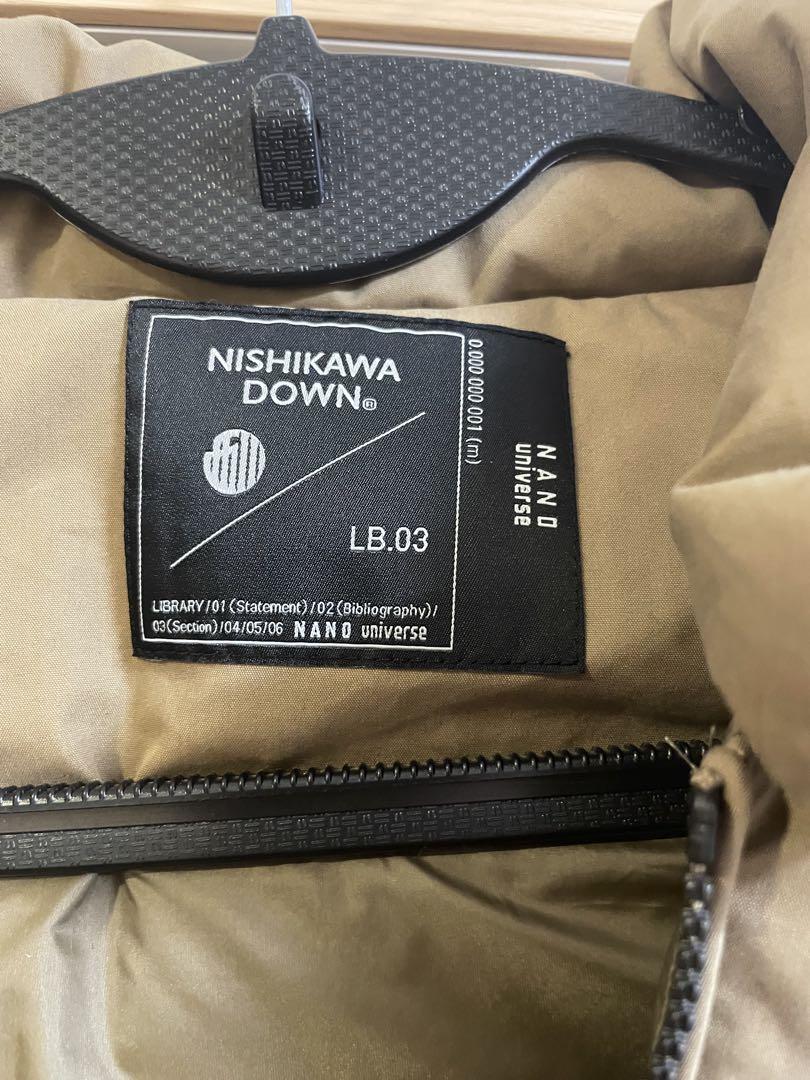 NISHIKAWA
DOWN®
LB.03
LIBRARY/01(Statement)/02(Bibliography)/
03(Section)/04/05/06 NANO universe
0.000 000 001 (m)
NANO
universe